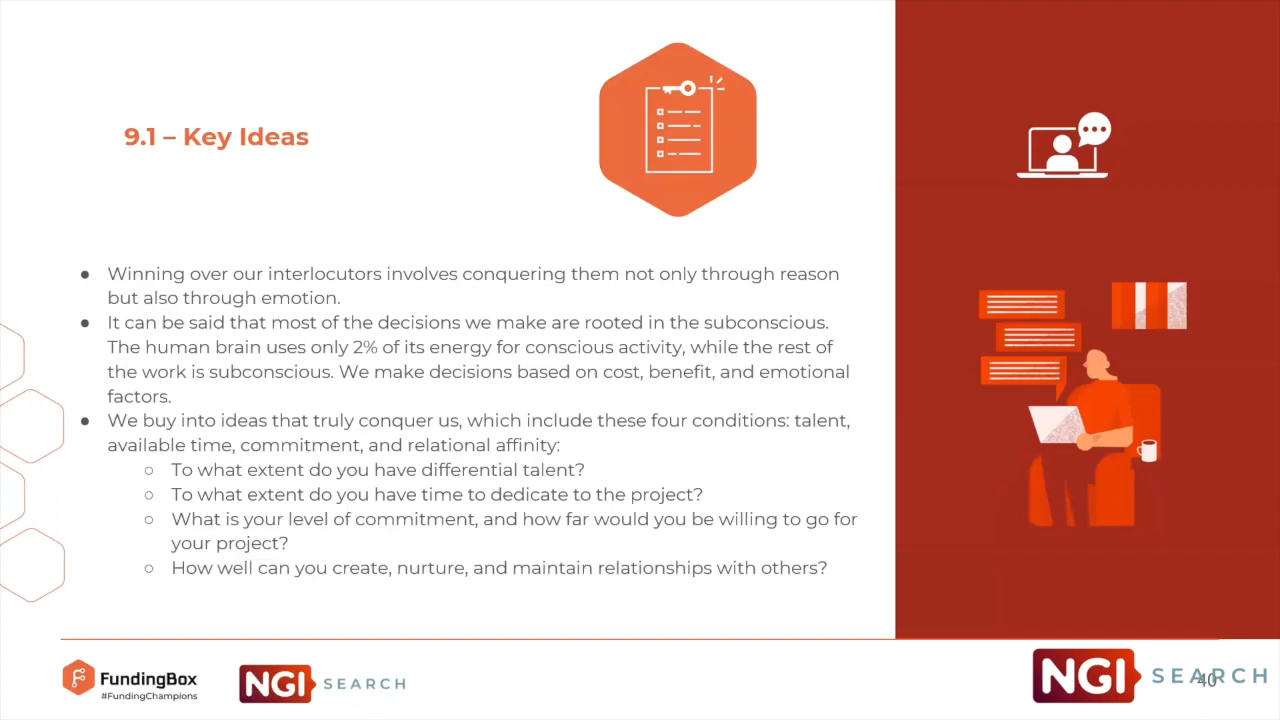 9.1 – Key Ideas
● Winning over our interlocutors involves conquering them not only through reason
but also through emotion.
● It can be said that most of the decisions we make are rooted in the subconscious.
The human brain uses only 2% of its energy for conscious activity, while the rest of
the work is subconscious. We make decisions based on cost, benefit, and emotional
factors.
● We buy into ideas that truly conquer us, which include these four conditions: talent,
available time, commitment, and relational affinity:
○ To what extent do you have differential talent?
○ To what extent do you have time to dedicate to the project?
○ What is your level of commitment, and how far would you be willing to go for
your project?
○ How well can you create, nurture, and maintain relationships with others?
FundingBox
#FundingChampions
NGI SEARCH
NGI SEARCH
40